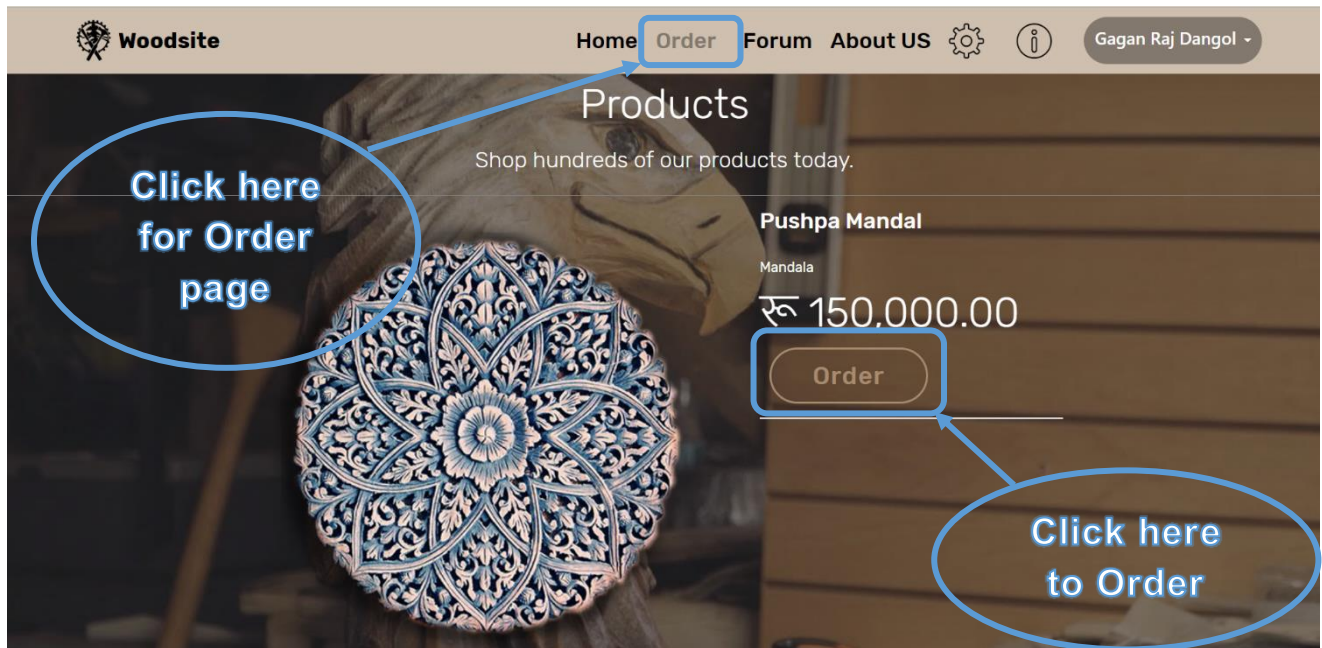 Woodsite
Home Order Forum About US
Gagan Raj Dangol
Products
Shop hundreds of our products today.
Click here
for Order
page
Pushpa Mandal
Mandala
रू 150,000.00
Order
Click here
to Order